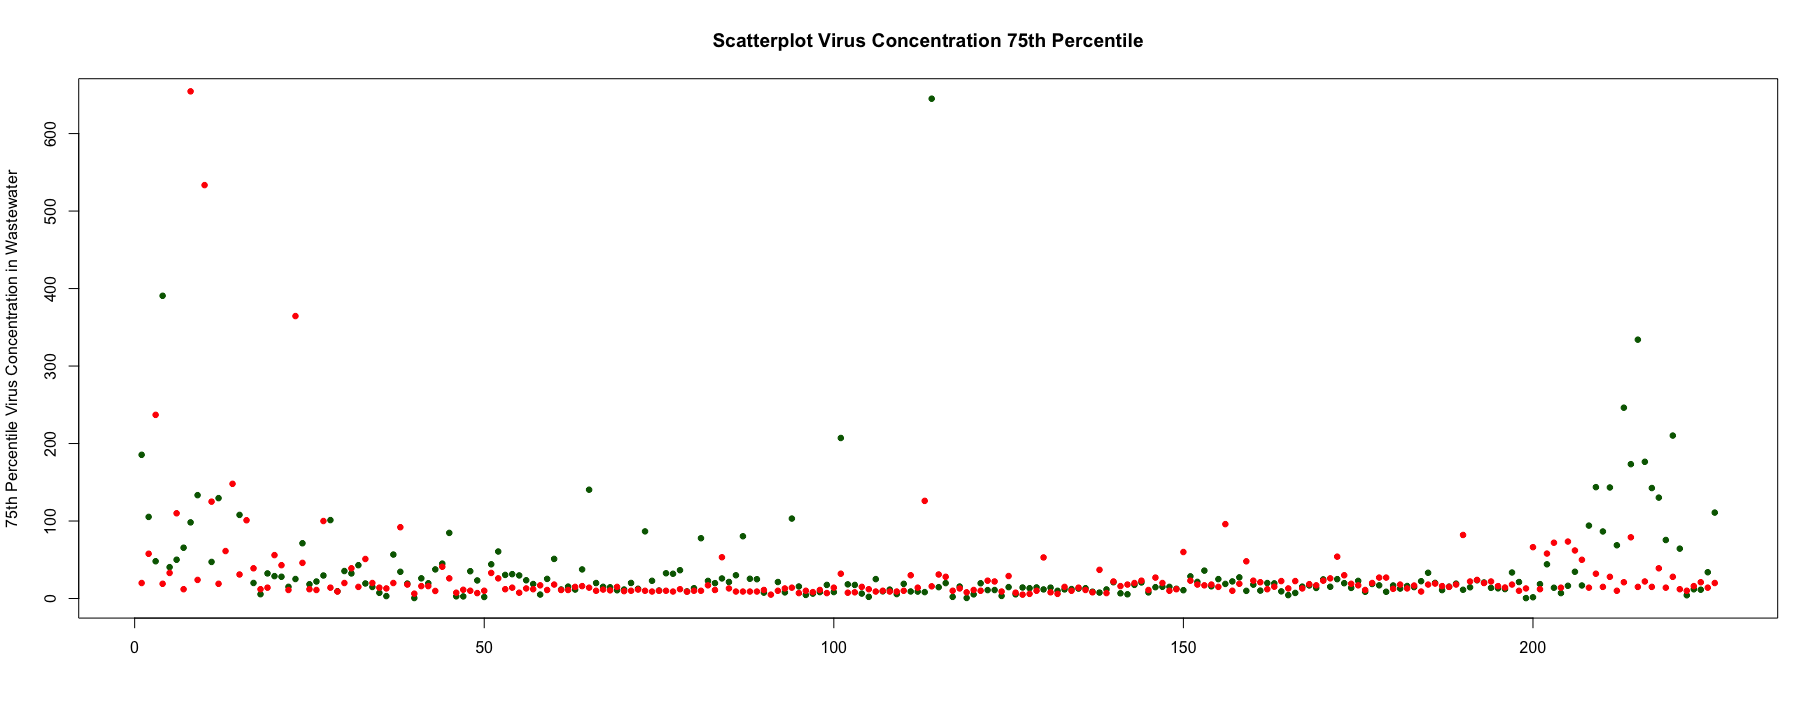 Scatterplot Virus Concentration 75th Percentile
75th Percentile Virus Concentration in Wastewater
600
500
400
300
200
100
0
0 50 100 150 200